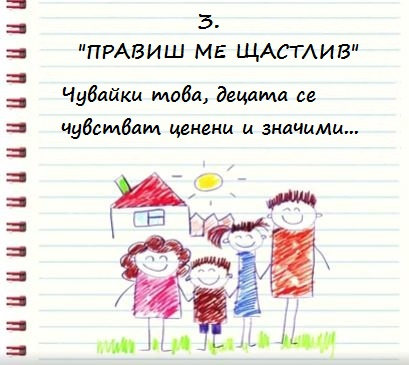 3.
"ПРАВИШ МЕ ЩАСТЛИВ"
Чувайки това, децата се
чувстват ценени и значими...